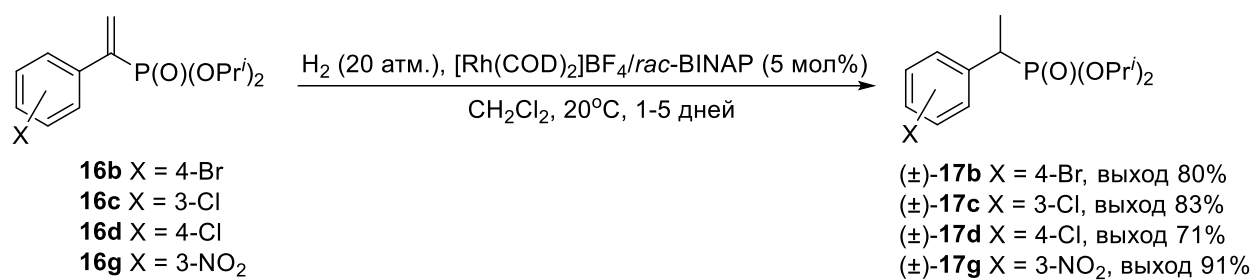 P(O)(OPrⁱ)₂
X
H₂ (20 атм.), [Rh(COD)₂]BF₄/rac-BINAP (5 мол%)
CH₂Cl₂, 20°C, 1-5 дней
P(O)(OPrⁱ)₂
X
16b X = 4-Br
16c X = 3-Cl
16d X = 4-Cl
16g X = 3-NO₂
(±)-17b X = 4-Br, выход 80%
(±)-17c X = 3-Cl, выход 83%
(±)-17d X = 4-Cl, выход 71%
(±)-17g X = 3-NO₂, выход 91%